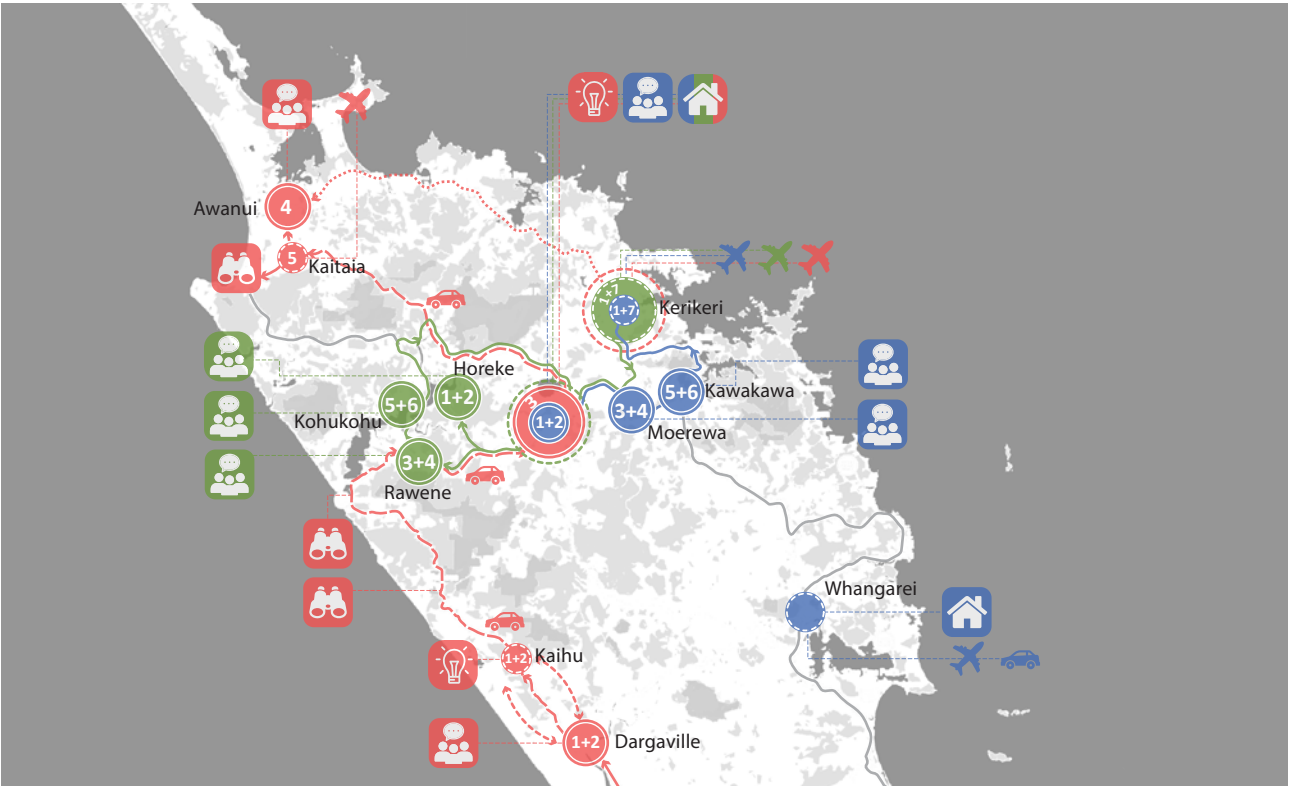 Awanui
4
5
Kaitaia
1+7
Kerikeri
Horeke
1+2
5+6
Kohukohu
1+2
3+4
Moerewa
5+6
Kawakawa
3+4
Rawene
Whangarei
1+2
Kaihu
1+2
Dargaville